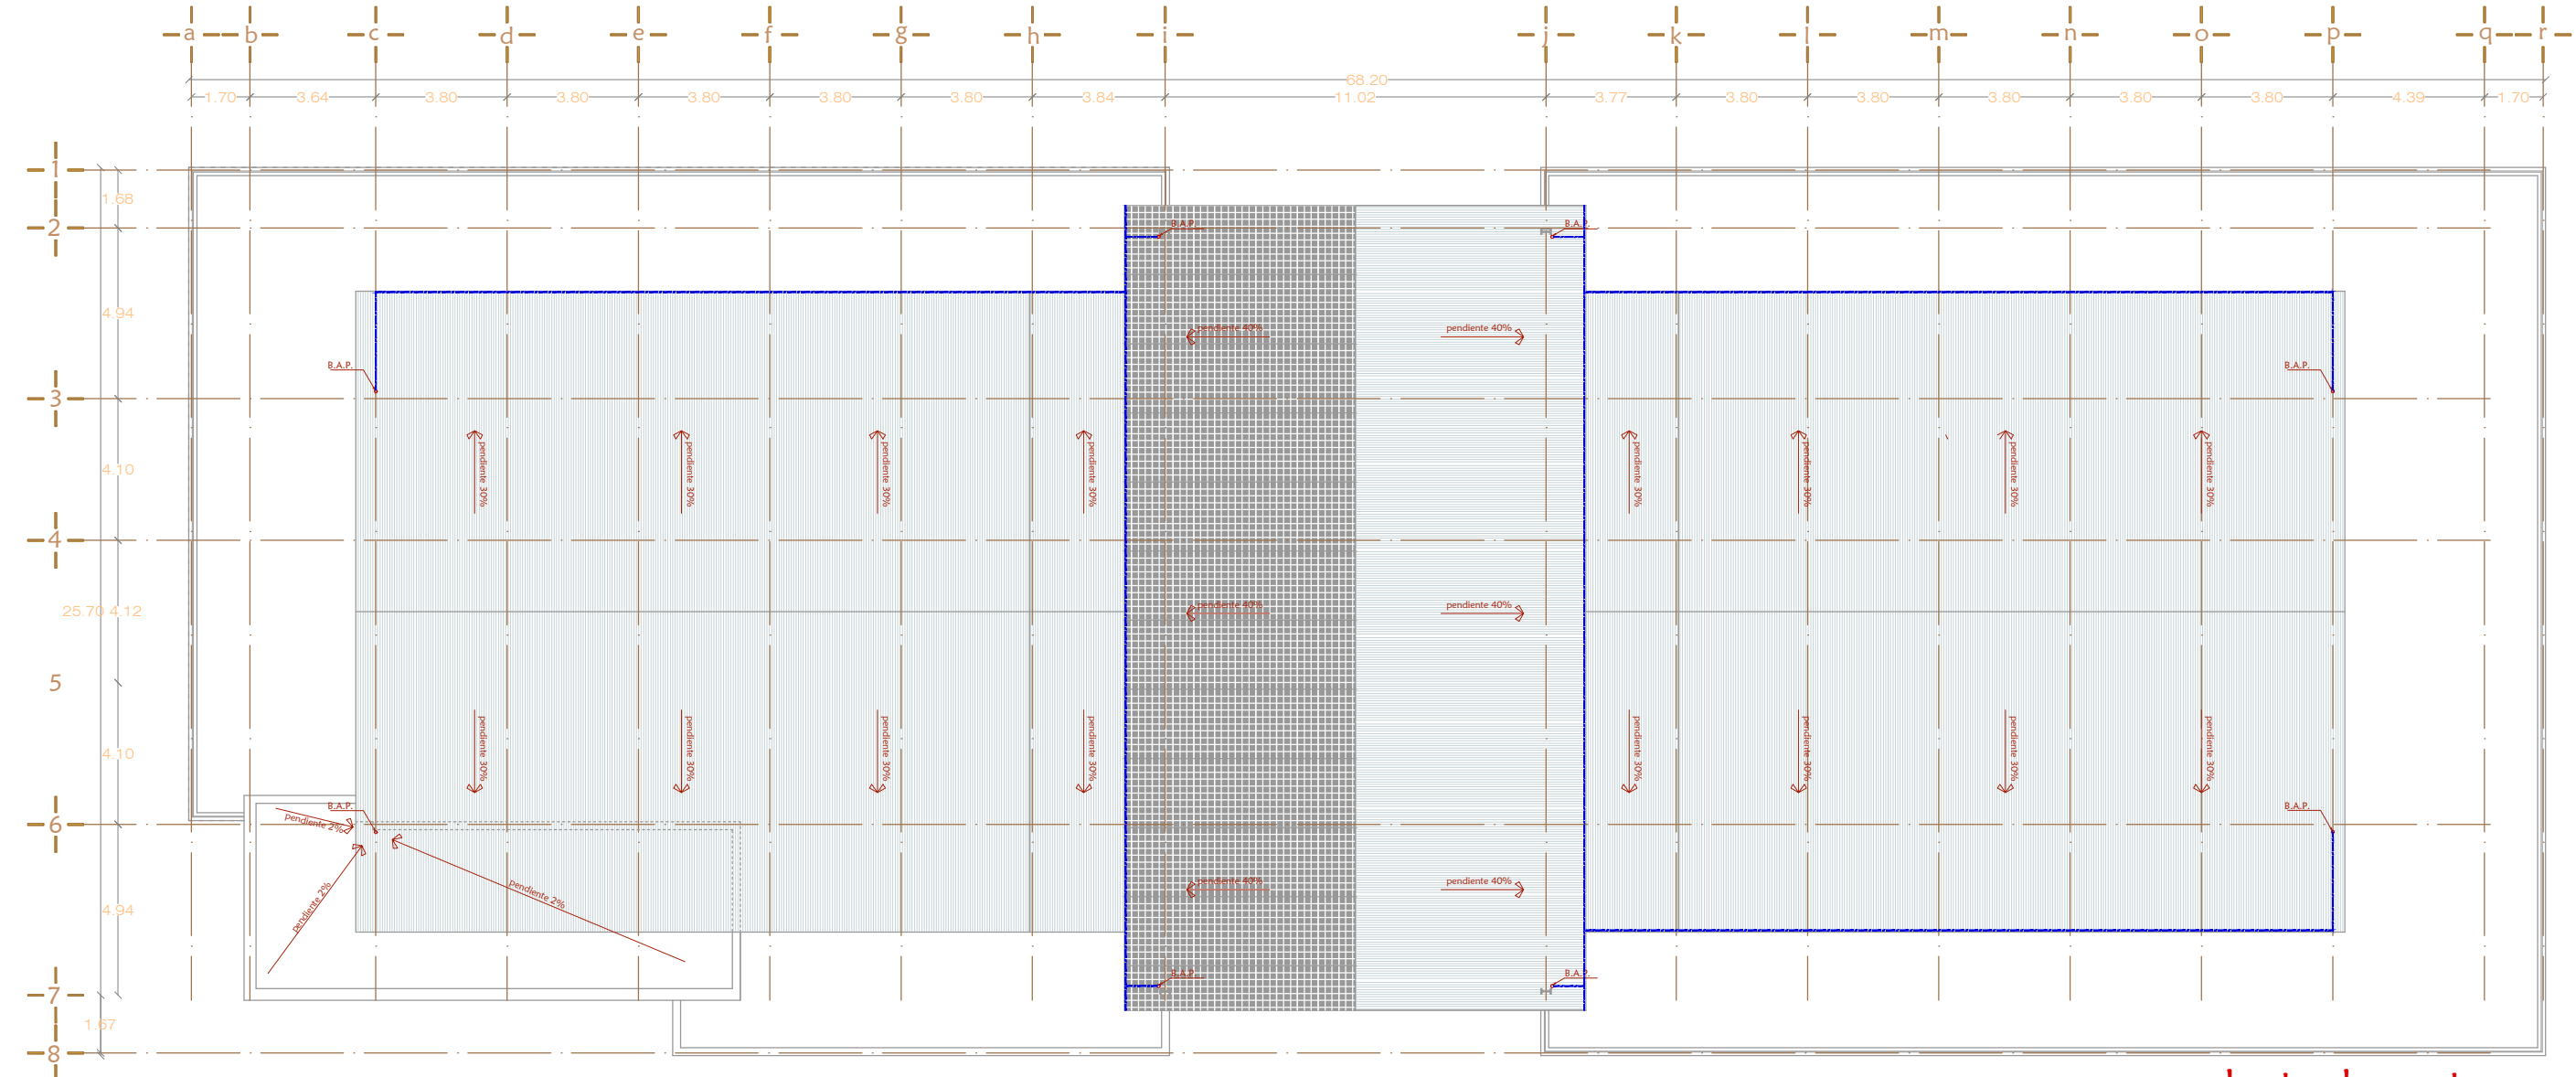 a b c d e f g h i j k l m n o p q r
68.20
1.70 3.64 3.80 3.80 3.80 3.80 3.80 3.84 11.02 3.77 3.80 3.80 3.80 3.80 3.80 4.39 1.70
1
1.68
2
B.A.P. B.A.P.
4.94
pendiente 40% pendiente 40%
B.A.P. B.A.P.
3
4.10
pendiente 30% pendiente 30% pendiente 30% pendiente 30% pendiente 30% pendiente 30% pendiente 30% pendiente 30%
4
25.70 4.12
pendiente 40% pendiente 40%
5
4.10
pendiente 30% pendiente 30% pendiente 30% pendiente 30% pendiente 30% pendiente 30% pendiente 30% pendiente 30%
B.A.P. B.A.P.
pendiente 2%
6
pendiente 40% pendiente 40%
pendiente 2% pendiente 2%
4.94
B.A.P. B.A.P.
7
1.67
8